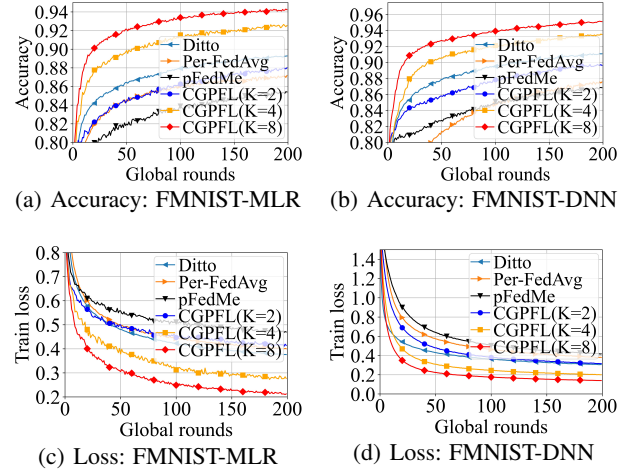 0.94
0.92
0.90
0.88
0.86
0.84
0.82
0.80
Accuracy
Ditto
Per-FedAvg
pFedMe
CGPFL(K=2)
CGPFL(K=4)
CGPFL(K=8)
0 50 100 150 200
Global rounds
(a) Accuracy: FMNIST-MLR
0.96
0.94
0.92
0.90
0.88
0.86
0.84
0.82
0.80
Accuracy
Ditto
Per-FedAvg
pFedMe
CGPFL(K=2)
CGPFL(K=4)
CGPFL(K=8)
0 50 100 150 200
Global rounds
(b) Accuracy: FMNIST-DNN
0.8
0.7
0.6
0.5
0.4
0.3
0.2
Train loss
Ditto
Per-FedAvg
pFedMe
CGPFL(K=2)
CGPFL(K=4)
CGPFL(K=8)
0 50 100 150 200
Global rounds
(c) Loss: FMNIST-MLR
1.4
1.2
1.0
0.8
0.6
0.4
0.2
0.0
Train loss
Ditto
Per-FedAvg
pFedMe
CGPFL(K=2)
CGPFL(K=4)
CGPFL(K=8)
0 50 100 150 200
Global rounds
(d) Loss: FMNIST-DNN